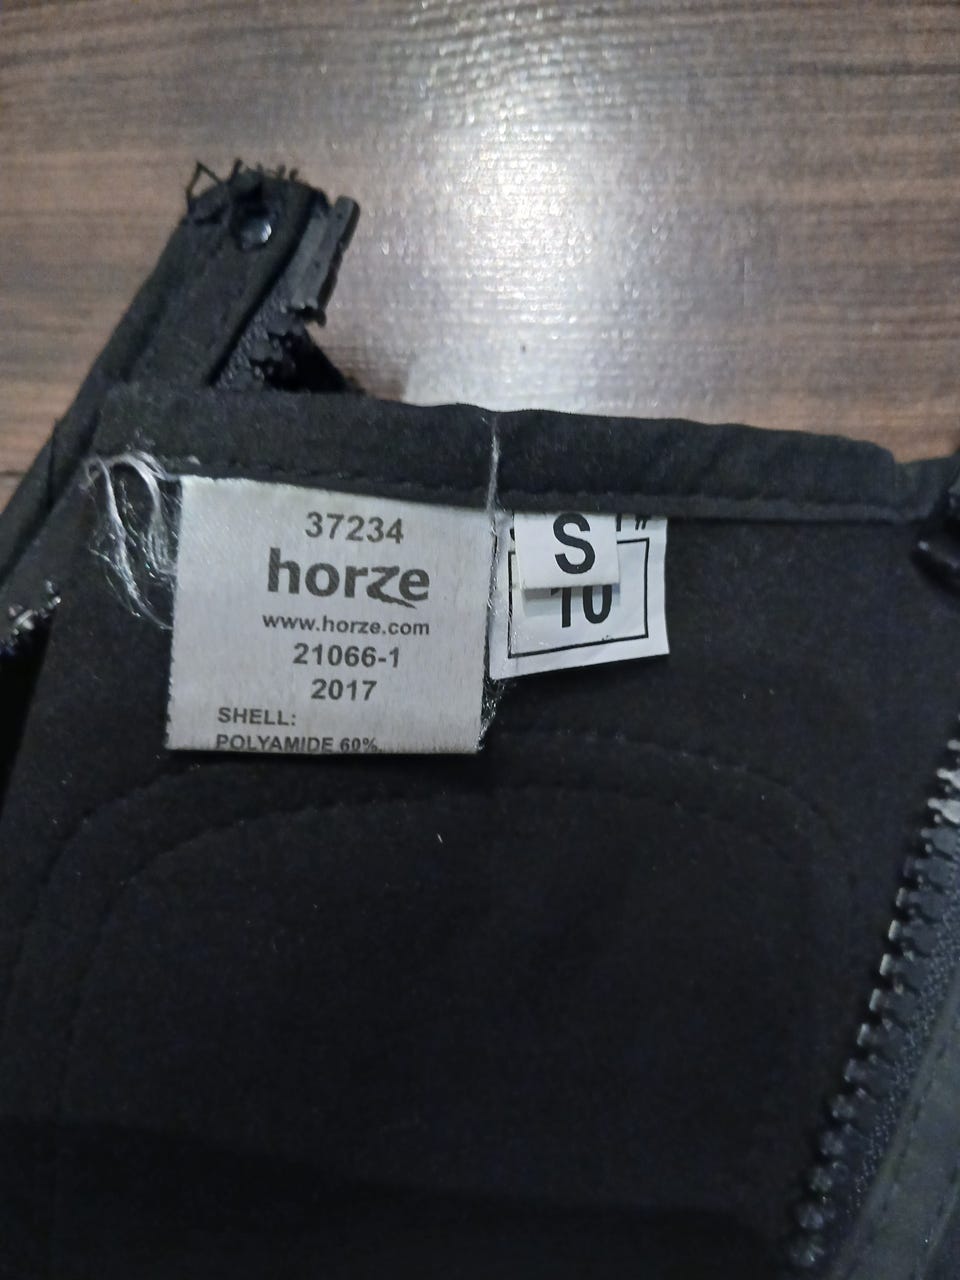 37234
horze
www.horze.com
21066-1
2017
SHELL:
POLYAMIDE 60%
S
10